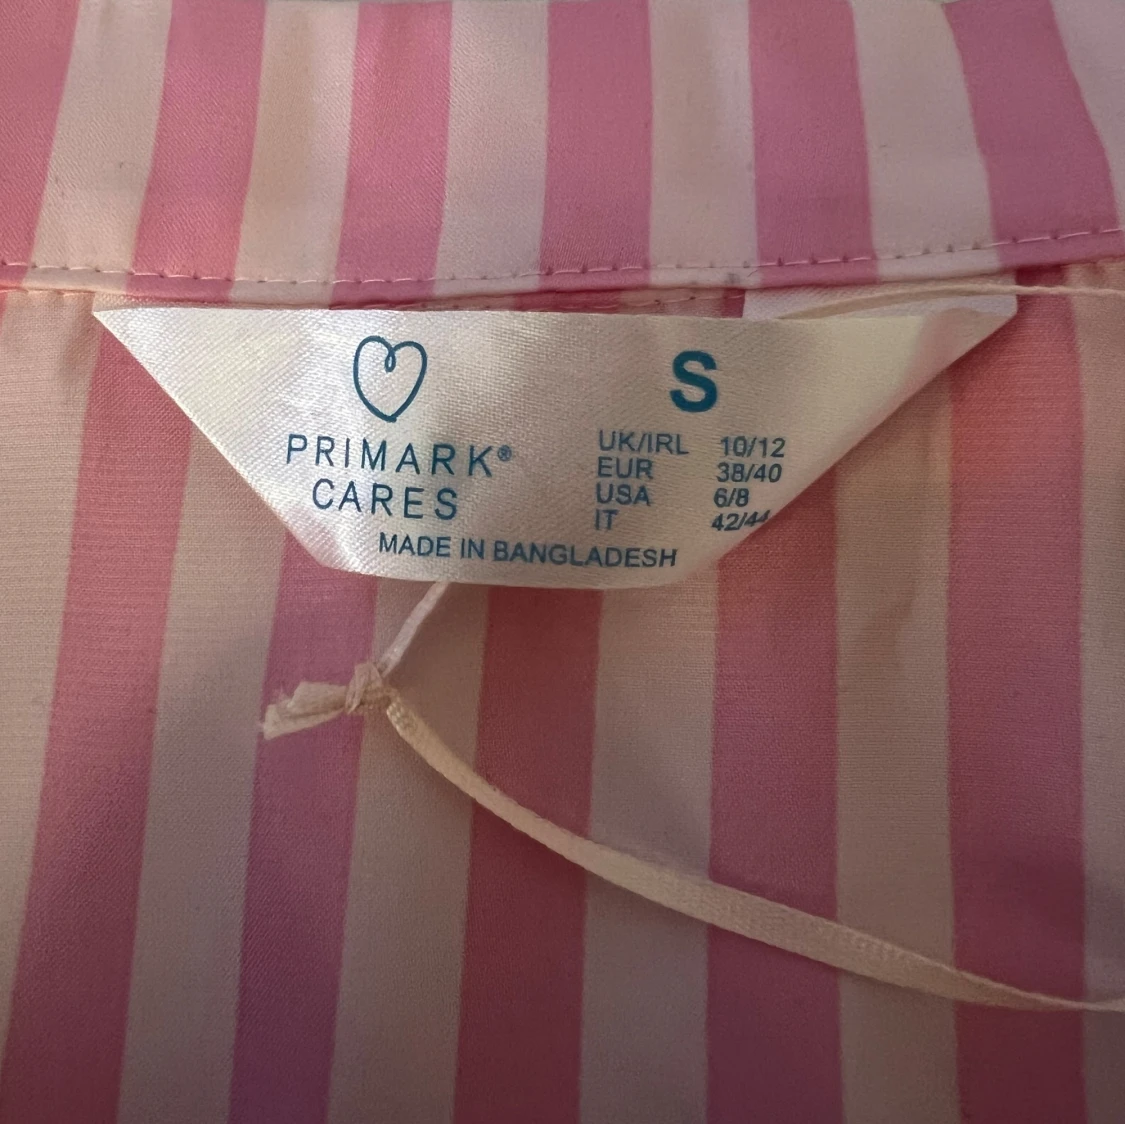 PRIMARK®
CARES
S
UK/IRL 10/12
EUR 38/40
USA 6/8
IT 42/44
MADE IN BANGLADESH